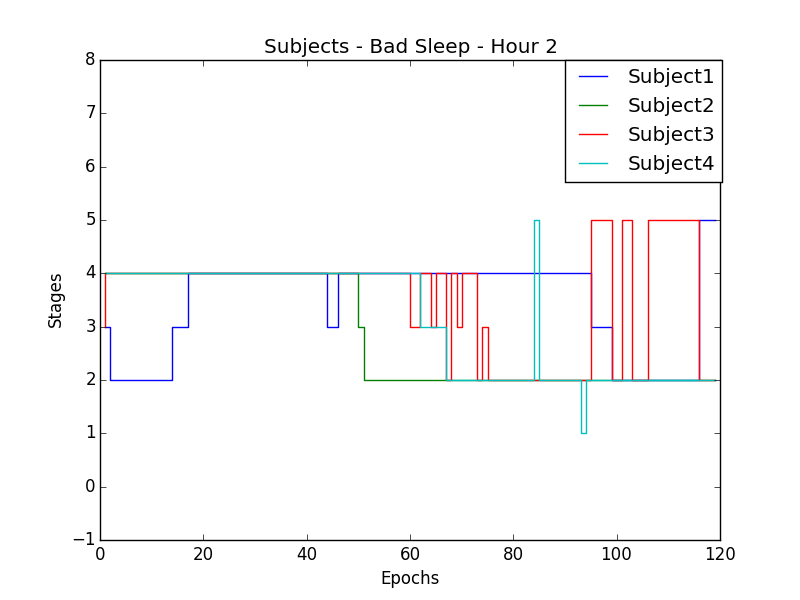 Subjects - Bad Sleep - Hour 2
8
7
6
5
4
3
2
1
0
−1
Stages
Subject1
Subject2
Subject3
Subject4
0 20 40 60 80 100 120
Epochs